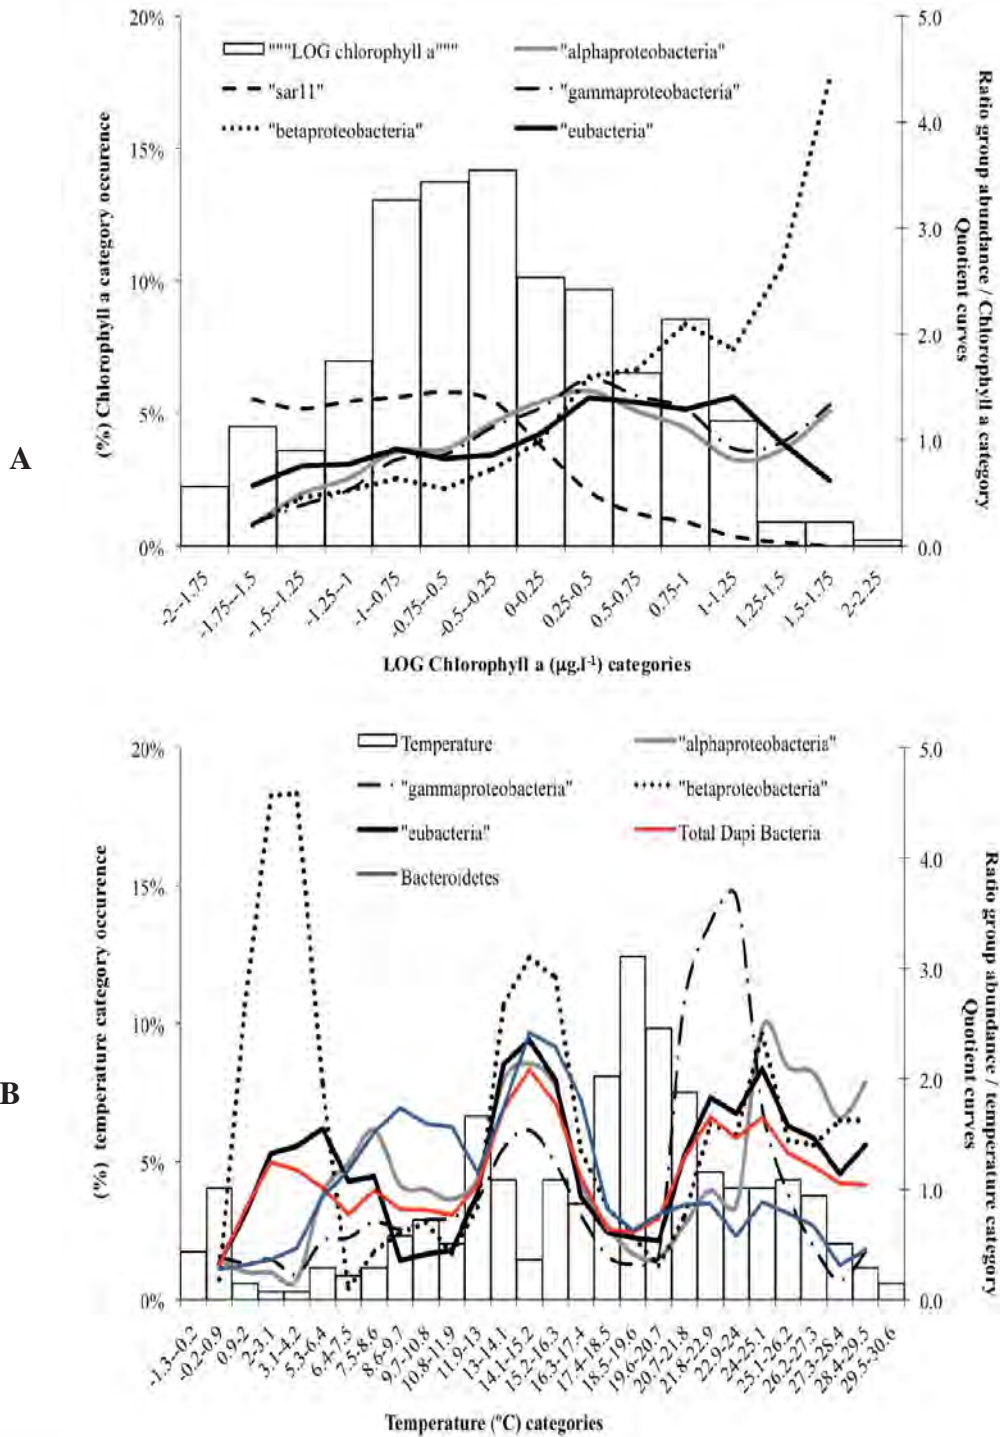 20%
15%
10%
5%
0%
(%) Chlorophyll a category occurence
"""LOG chlorophyll a"""
"alphaproteobacteria"
"sar11"
"gammaproteobacteria"
"betaproteobacteria"
"eubacteria"
5.0
4.0
3.0
2.0
1.0
0.0
Ratio group abundance / Chlorophyll a category
Quotient curves
A
-2--1.75
-1.75--1.5
-1.5--1.25
-1.25--1
-1--0.75
-0.75--0.5
-0.5--0.25
0-0.25
0.25-0.5
0.5-0.75
0.75-1
1-1.25
1.25-1.5
1.5-1.75
2-2.25
LOG Chlorophyll a (µg.l-1) categories
20%
15%
10%
5%
0%
(%) temperature category occurence
Temperature
"alphaproteobacteria"
"gammaproteobacteria"
"betaproteobacteria"
"eubacteria"
Total Dapi Bacteria
Bacteroidetes
5.0
4.0
3.0
2.0
1.0
0.0
Ratio group abundance / temperature category
Quotient curves
B
-1.3--0.2
-0.2-0.9
0.9-2
2-3.1
3.1-4.2
5.3-6.4
6.4-7.5
7.5-8.6
8.6-9.7
9.7-10.8
10.8-11.9
11.9-13
13-14.1
14.1-15.2
15.2-16.3
16.3-17.4
17.4-18.5
18.5-19.6
19.6-20.7
20.7-21.8
21.8-22.9
22.9-24
24-25.1
25.1-26.2
26.2-27.3
27.3-28.4
28.4-29.5
29.5-30.6
Temperature (ºC) categories